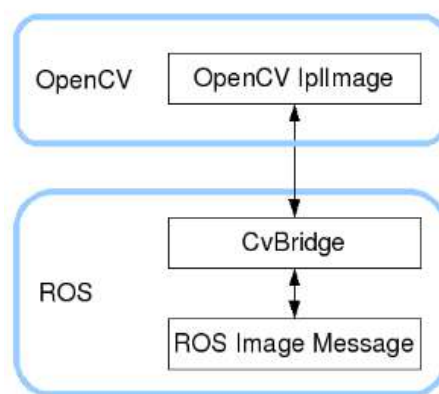 OpenCV
OpenCV IplImage
CvBridge
ROS
ROS Image Message